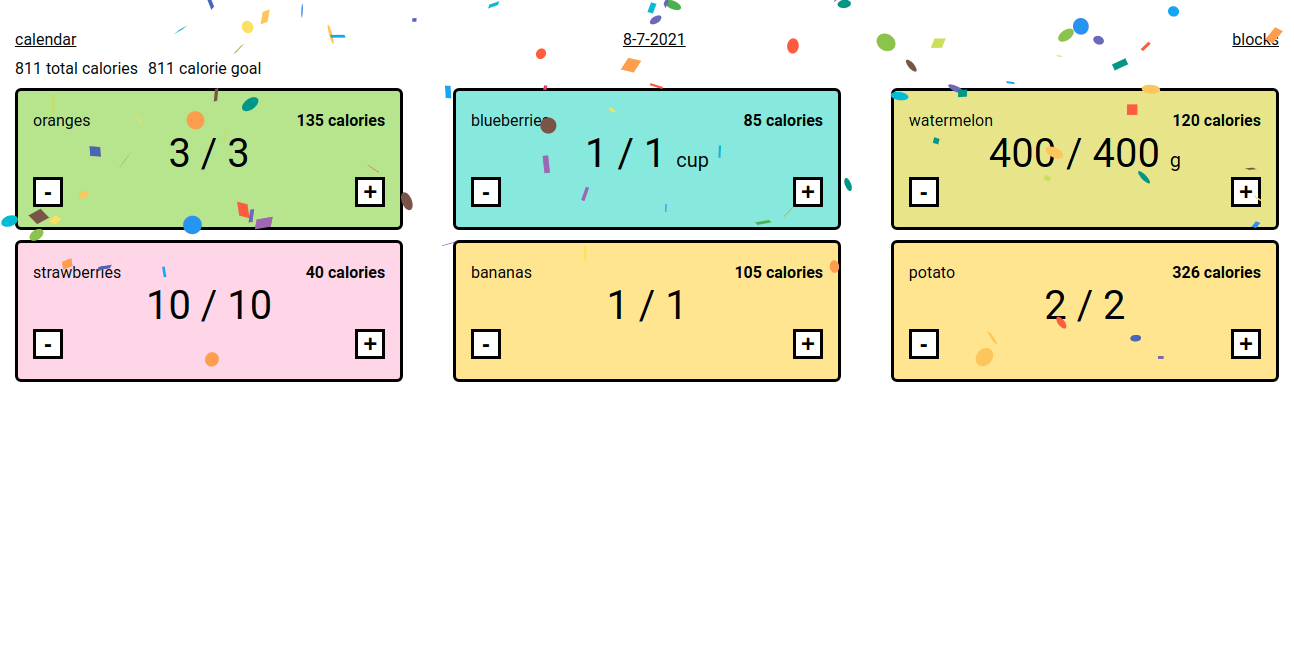 calendar 8-7-2021 blocks
811 total calories 811 calorie goal
oranges 135 calories
3 / 3
- +
blueberries 85 calories
1 / 1 cup
- +
watermelon 120 calories
400 / 400 g
- +
strawberries 40 calories
10 / 10
- +
bananas 105 calories
1 / 1
- +
potato 326 calories
2 / 2
- +